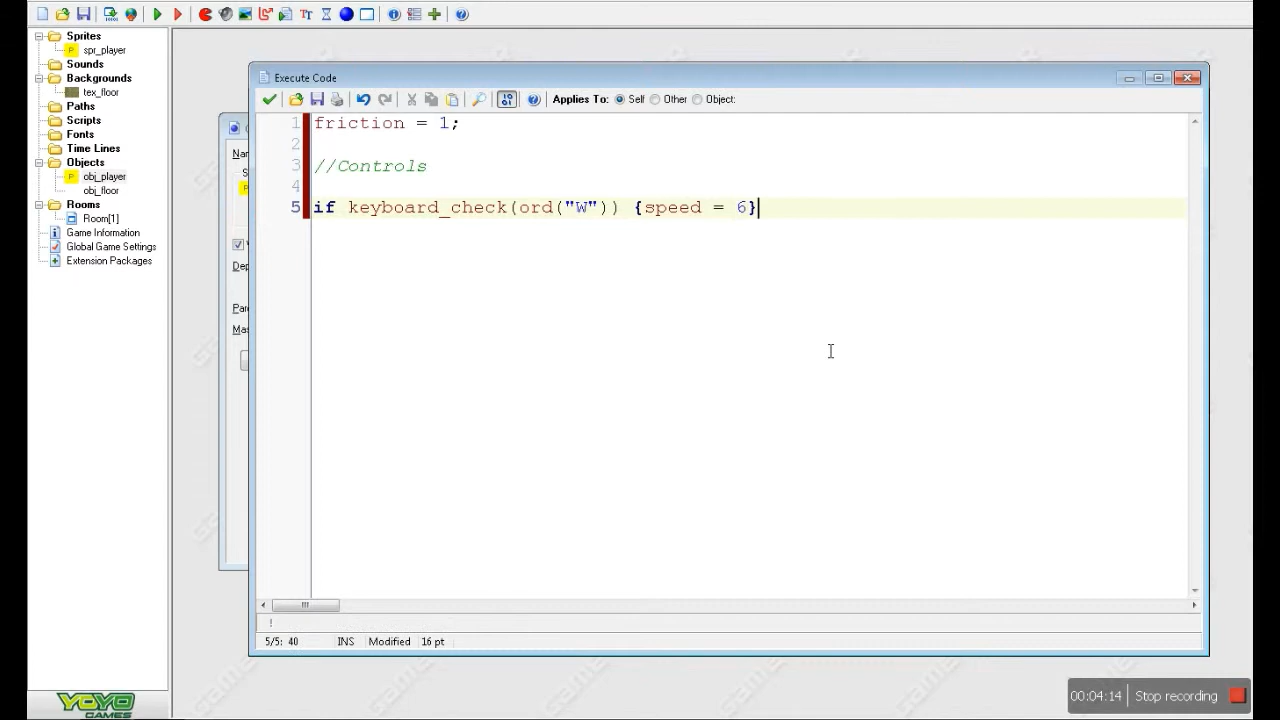 Sprites
spr_player
Sounds
Backgrounds
tex_floor
Paths
Scripts
Fonts
Time Lines
Objects
obj_player
obj_floor
Rooms
Room[1]
Game Information
Global Game Settings
Extension Packages
YOYO
GAMES
Execute Code
Applies To: Self Other Object
1 friction = 1;
2
3 //Controls
4
5 if keyboard_check(ord("W")) {speed = 6}
5/5: 40 INS Modified 16 pt
00:04:14 Stop recording